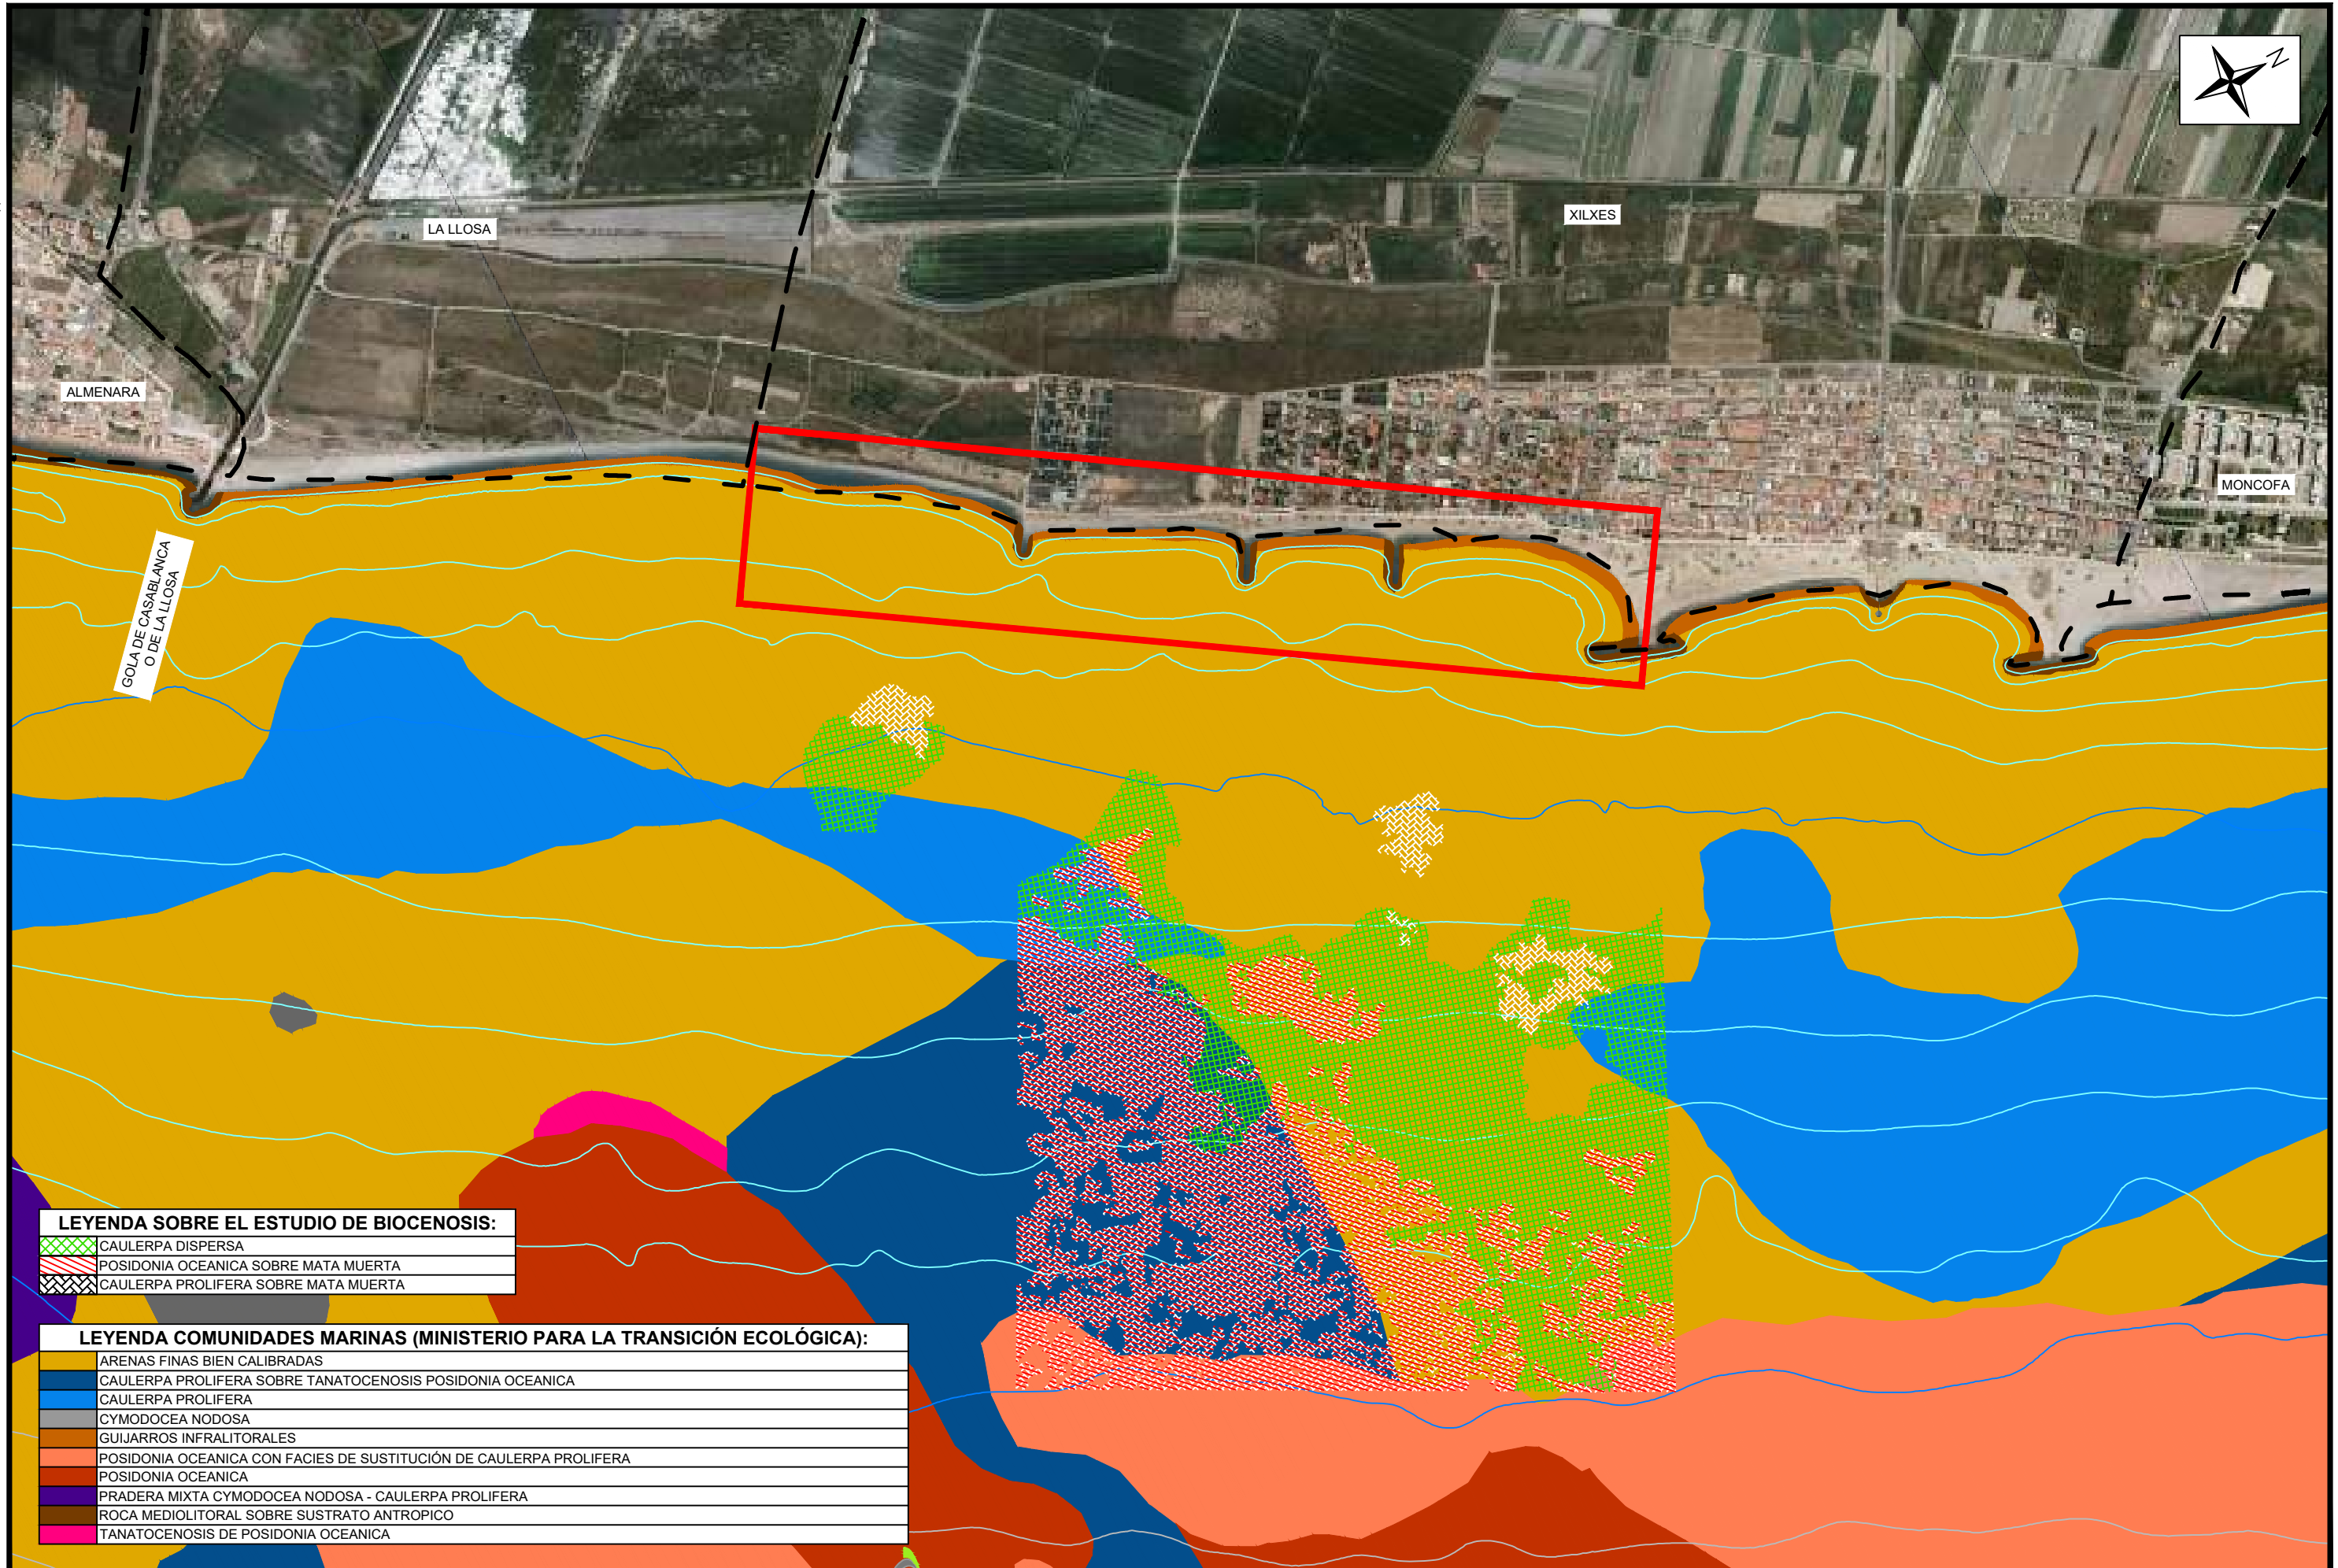 N
XILXES
LA LLOSA
ALMENARA
MONCOFA
GOLA DE CASABLANCA
O DE LA LLOSA
LEYENDA SOBRE EL ESTUDIO DE BIOCENOSIS:
CAULERPA DISPERSA
POSIDONIA OCEANICA SOBRE MATA MUERTA
CAULERPA PROLIFERA SOBRE MATA MUERTA
LEYENDA COMUNIDADES MARINAS (MINISTERIO PARA LA TRANSICIÓN ECOLÓGICA):
ARENAS FINAS BIEN CALIBRADAS
CAULERPA PROLIFERA SOBRE TANATOCENOSIS POSIDONIA OCEANICA
CAULERPA PROLIFERA
CYMODOCEA NODOSA
GUIJARROS INFRALITORALES
POSIDONIA OCEANICA CON FACIES DE SUSTITUCIÓN DE CAULERPA PROLIFERA
POSIDONIA OCEANICA
PRADERA MIXTA CYMODOCEA NODOSA - CAULERPA PROLIFERA
ROCA MEDIOLITORAL SOBRE SUSTRATO ANTROPICO
TANATOCENOSIS DE POSIDONIA OCEANICA